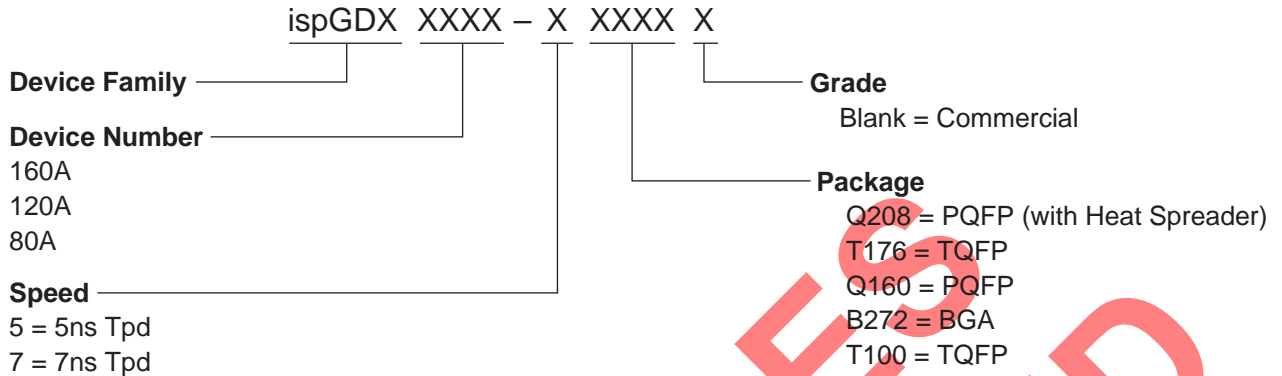 ispGDX XXXX – X XXXX X
Device Family
Device Number
160A
120A
80A
Speed
5 = 5ns Tpd
7 = 7ns Tpd
Grade
Blank = Commercial
Package
Q208 = PQFP (with Heat Spreader)
T176 = TQFP
Q160 = PQFP
B272 = BGA
T100 = TQFP